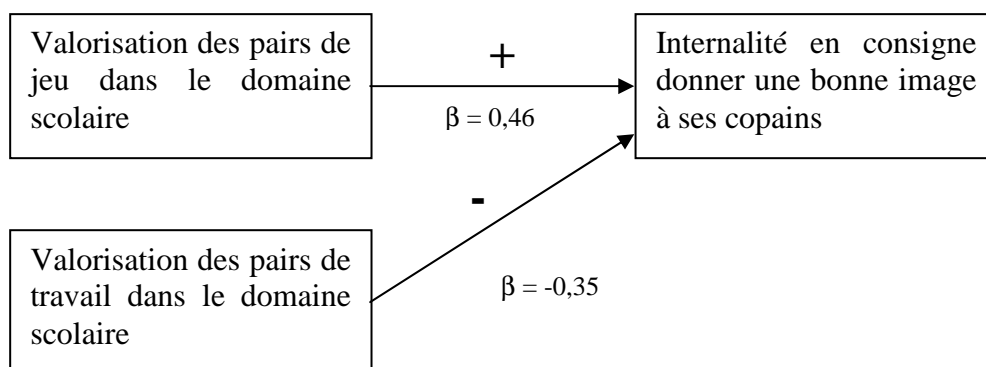 Valorisation des pairs de
jeu dans le domaine
scolaire
+
β = 0,46
Internalité en consigne
donner une bonne image
à ses copains
-
Valorisation des pairs de
travail dans le domaine
scolaire
β = -0,35